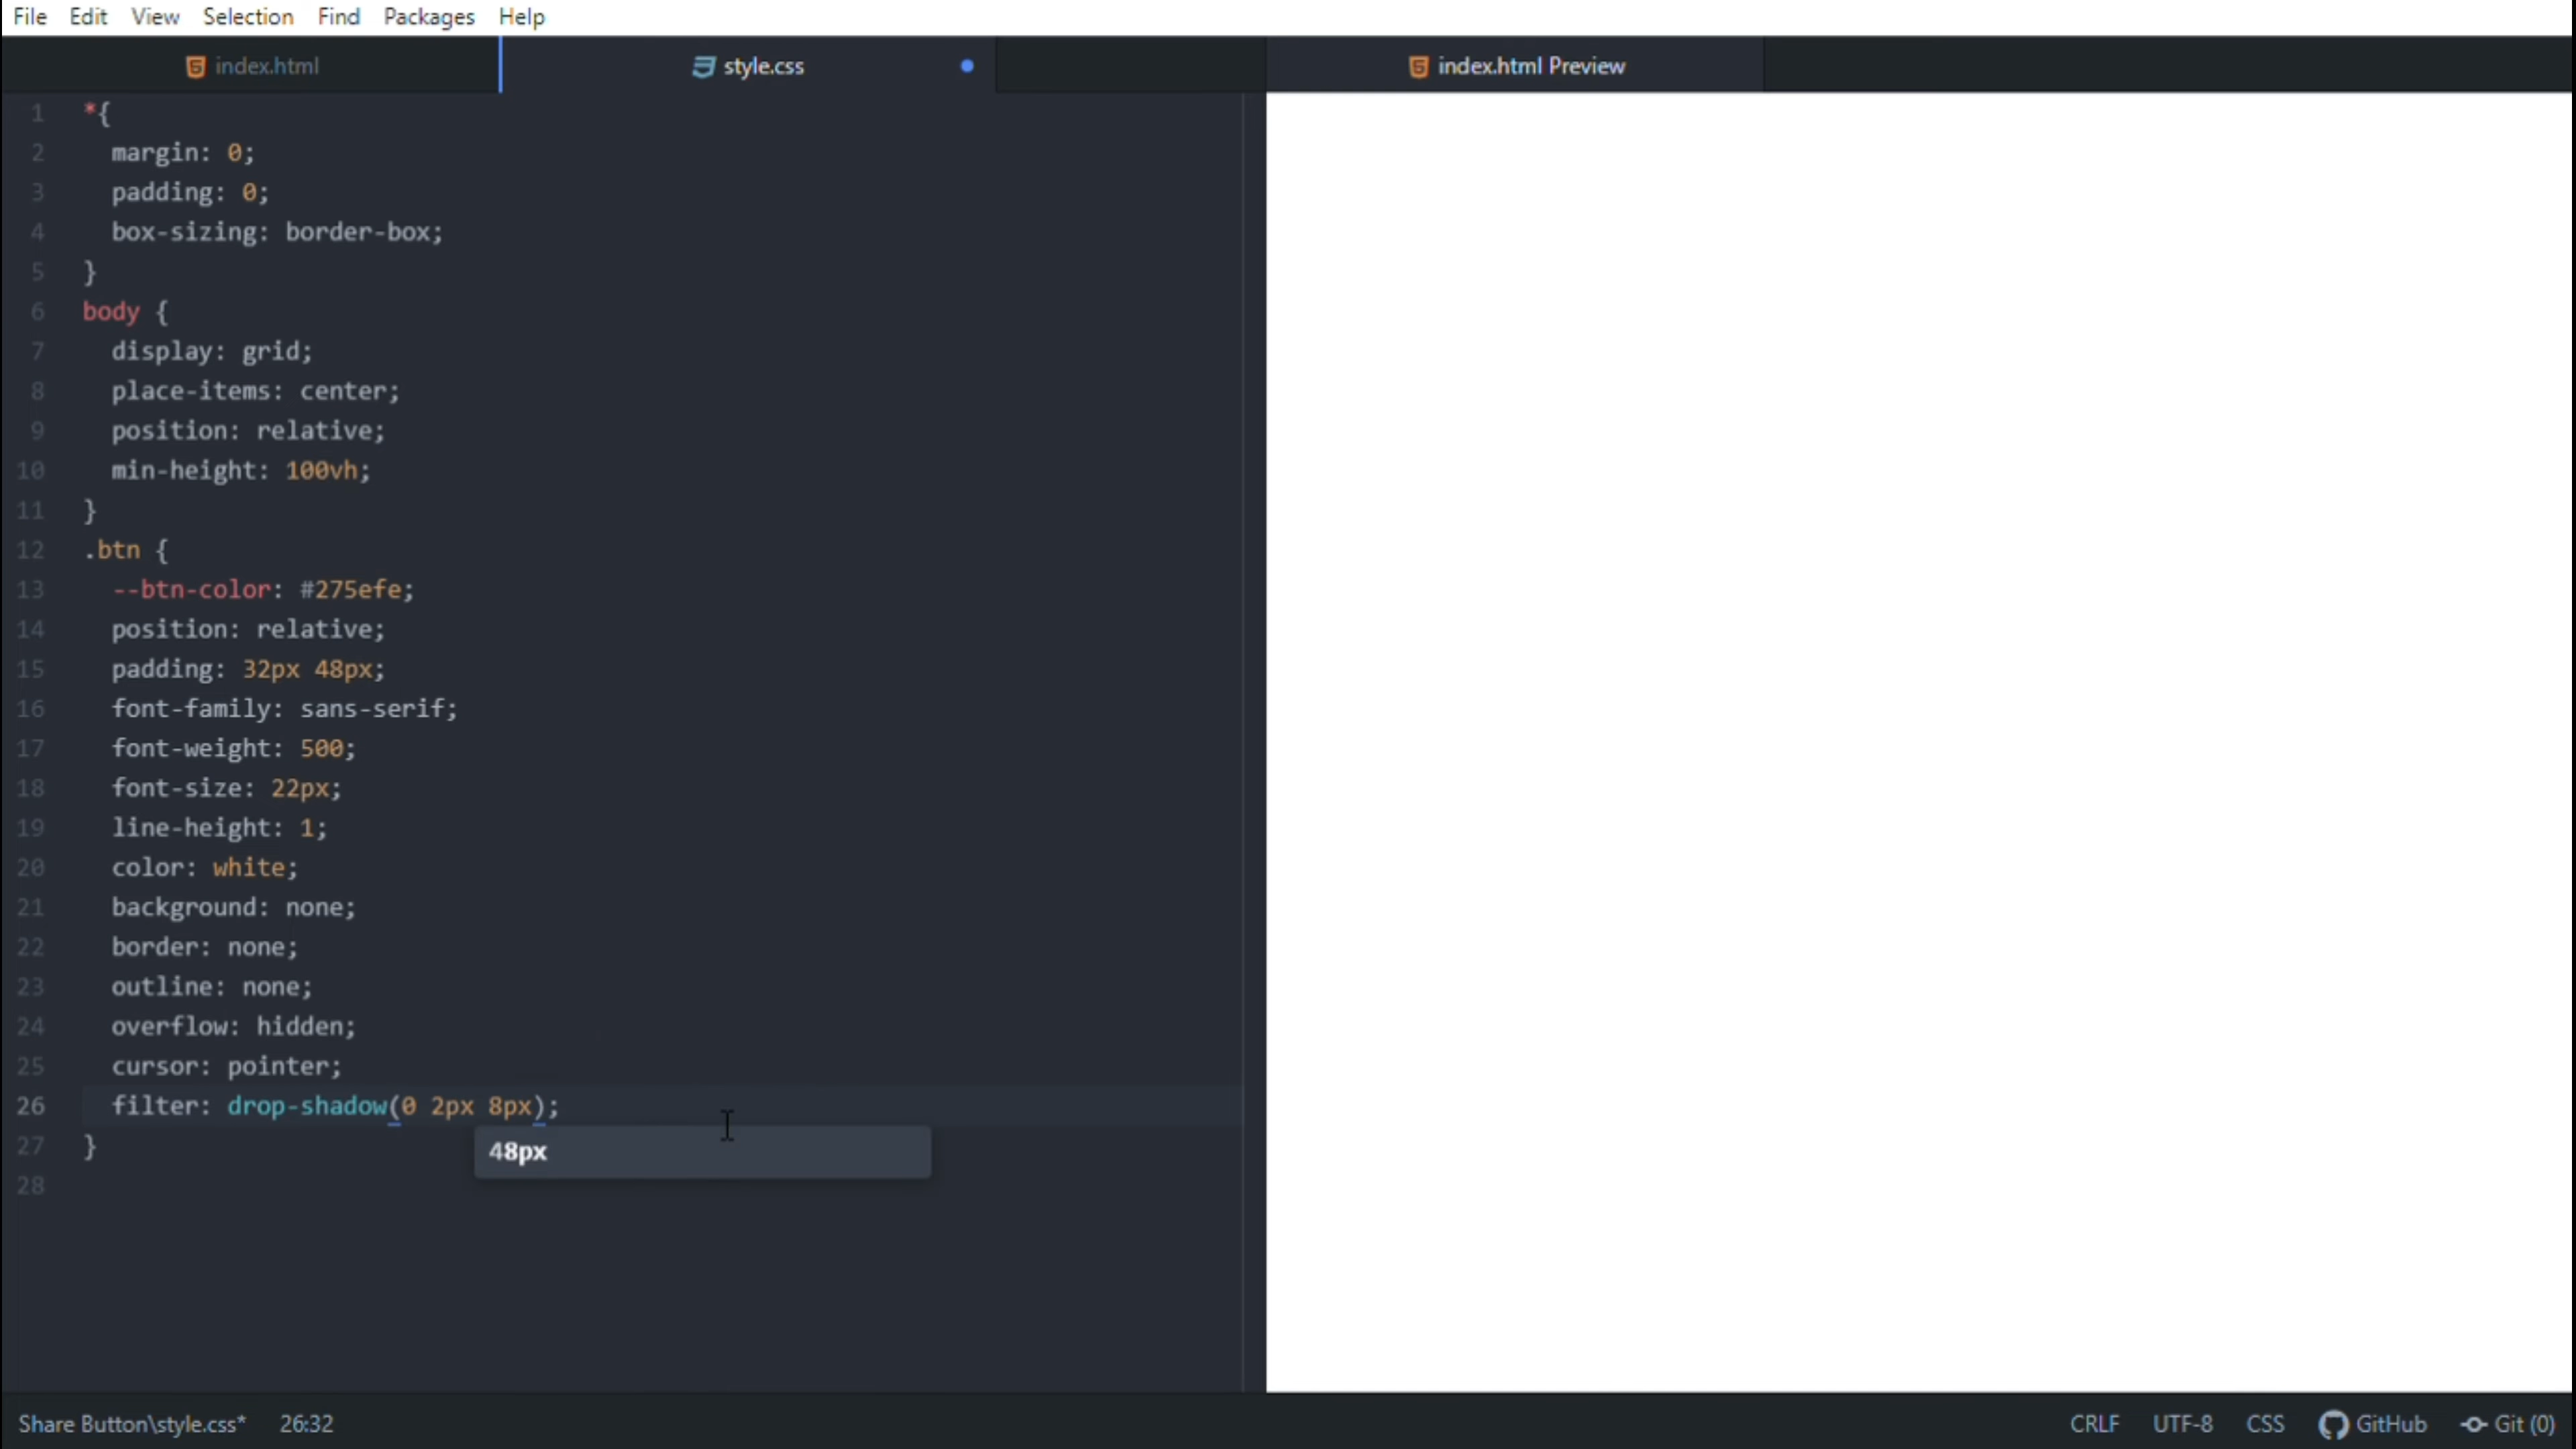 File Edit View Selection Find Packages Help
index.html style.css index.html Preview
1 *{
2 margin: 0;
3 padding: 0;
4 box-sizing: border-box;
5 }
6 body {
7 display: grid;
8 place-items: center;
9 position: relative;
10 min-height: 100vh;
11 }
12 .btn {
13 --btn-color: #275efe;
14 position: relative;
15 padding: 32px 48px;
16 font-family: sans-serif;
17 font-weight: 500;
18 font-size: 22px;
19 line-height: 1;
20 color: white;
21 background: none;
22 border: none;
23 outline: none;
24 overflow: hidden;
25 cursor: pointer;
26 filter: drop-shadow(0 2px 8px);
27 }
48px
28
Share Button\style.css* 26:32 CRLF UTF-8 CSS GitHub Git (0)